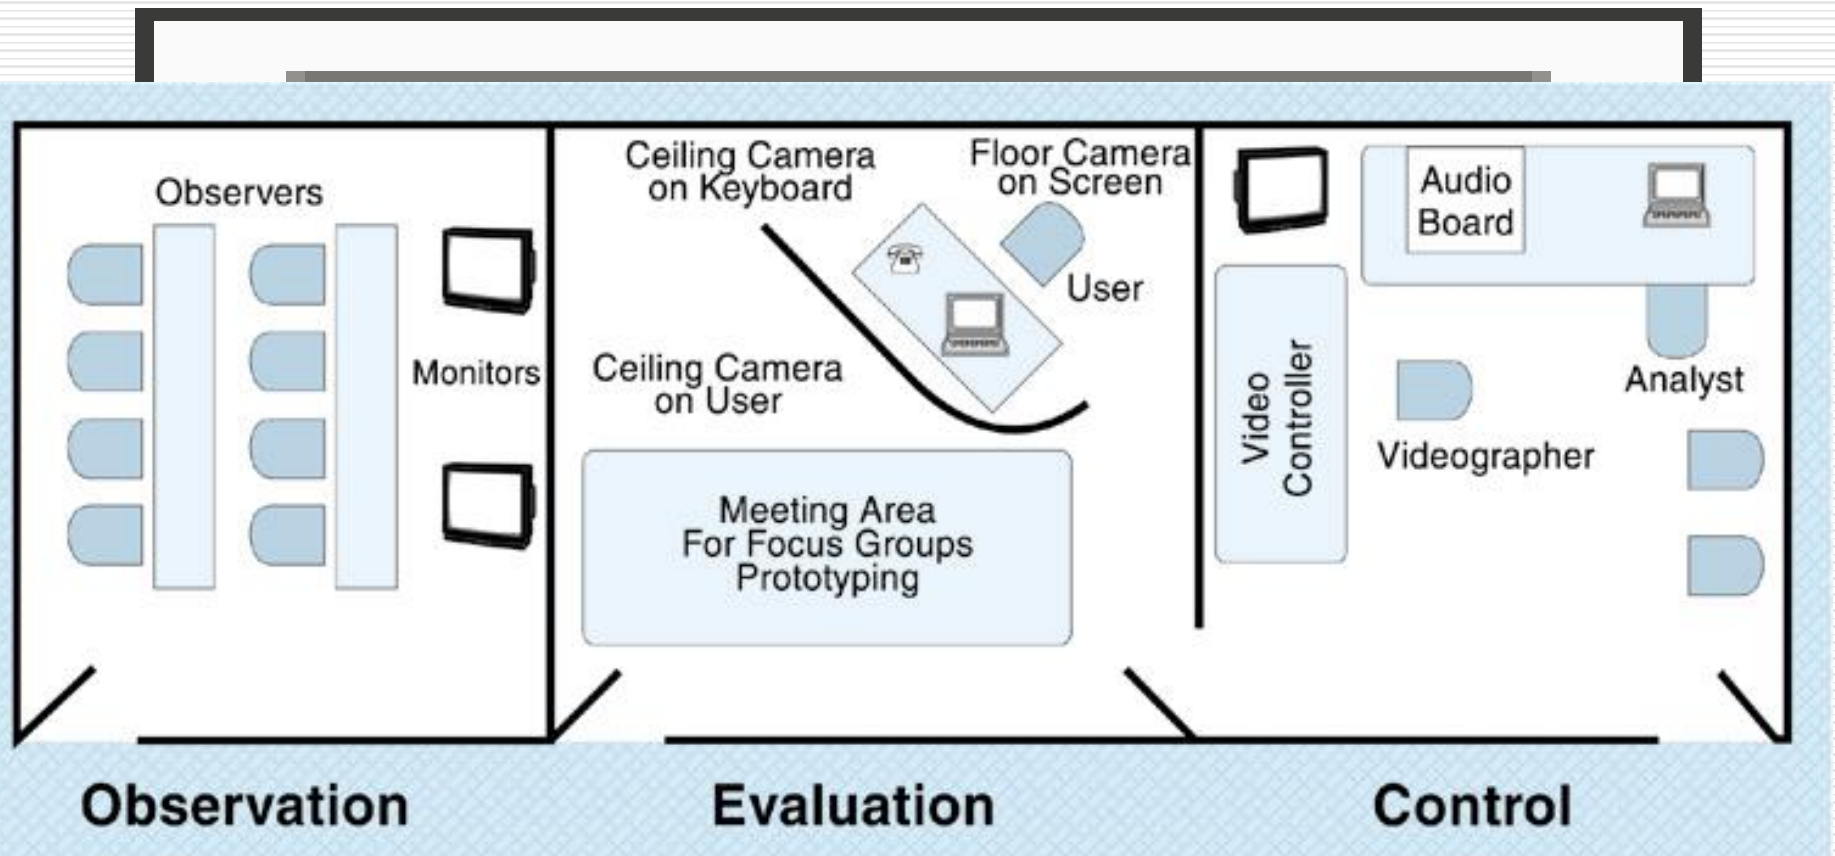 Observers
Monitors
Ceiling Camera
on Keyboard
Floor Camera
on Screen
User
Ceiling Camera
on User
Meeting Area
For Focus Groups
Prototyping
Audio
Board
Video
Controller
Analyst
Videographer
Observation
Evaluation
Control